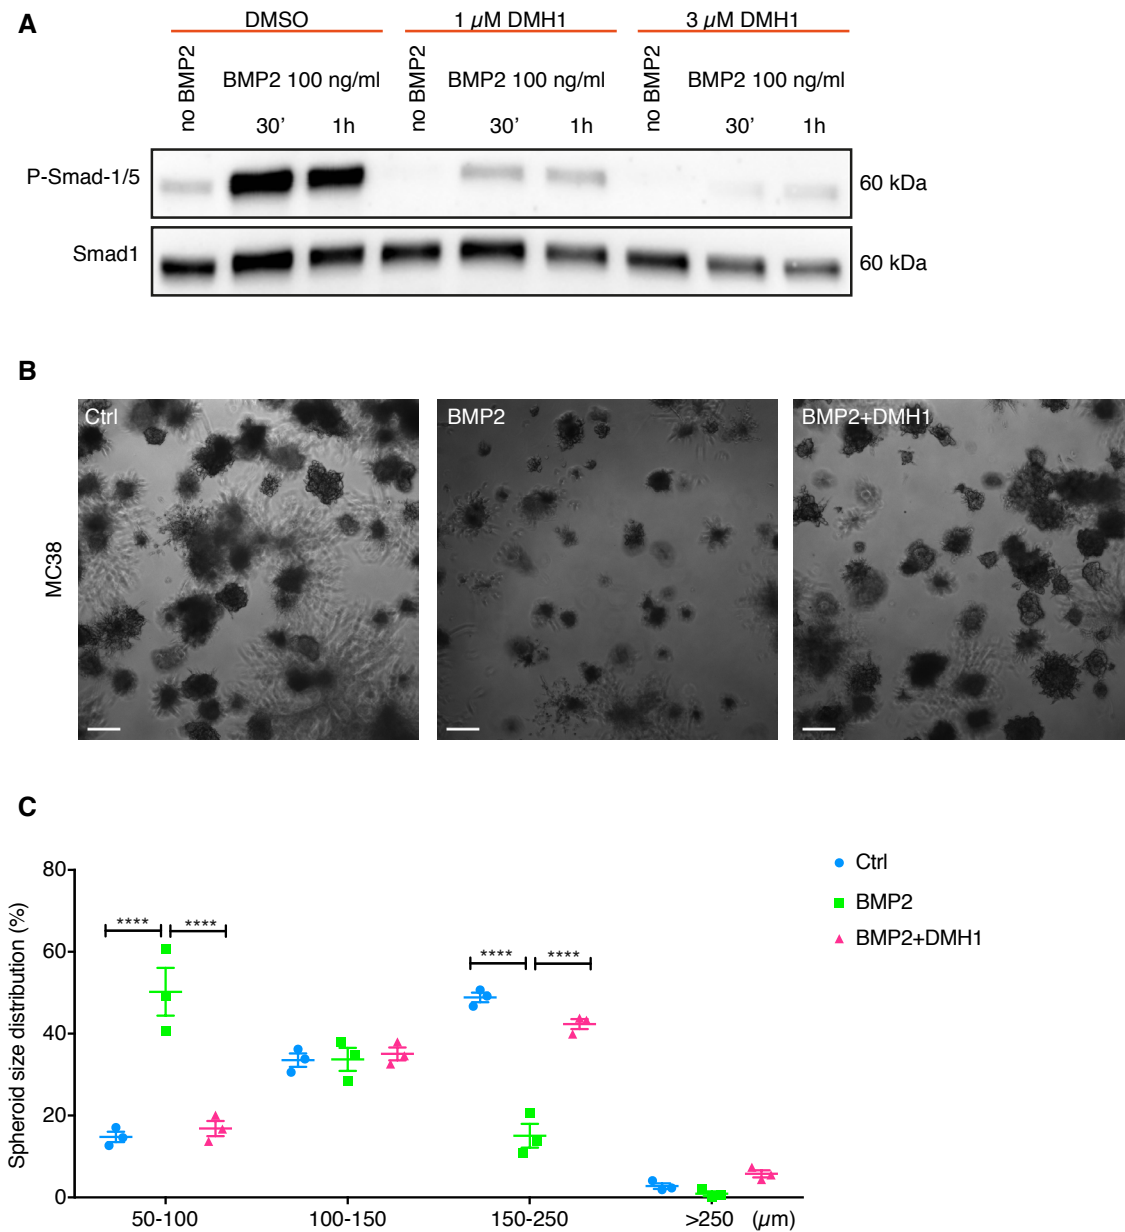 A
DMSO
1 µM DMH1
3 µM DMH1
no BMP2
BMP2 100 ng/ml
30’
1h
no BMP2
BMP2 100 ng/ml
30’
1h
no BMP2
BMP2 100 ng/ml
30’
1h
P-Smad-1/5
60 kDa
Smad1
60 kDa
B
MC38
Ctrl
BMP2
BMP2+DMH1
C
Spheroid size distribution (%)
80
60
40
20
0
****
****
****
****
50-100
100-150
150-250
>250
(µm)
Ctrl
BMP2
BMP2+DMH1